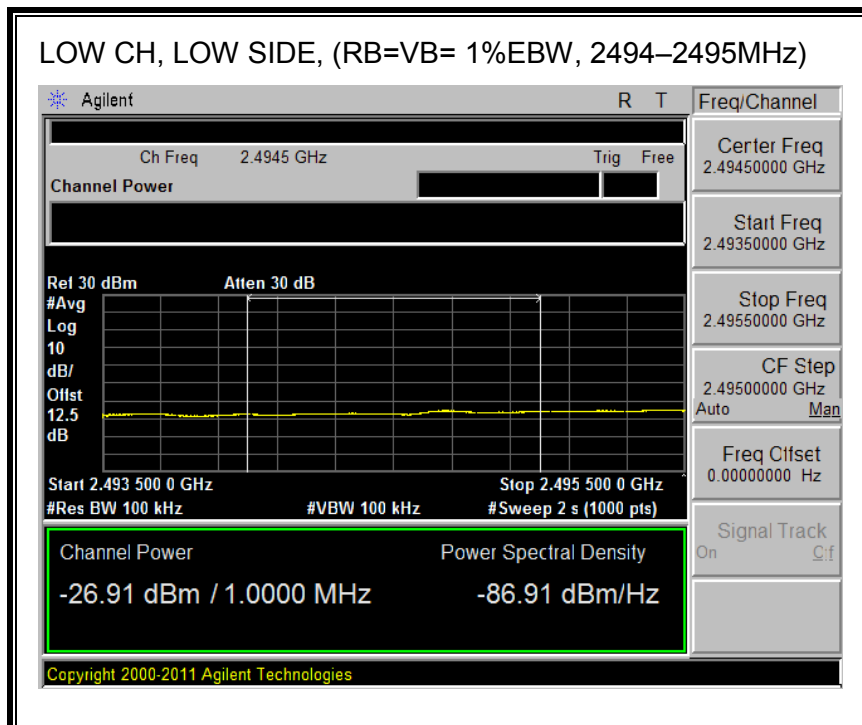 LOW CH, LOW SIDE, (RB=VB= 1%EBW, 2494–2495MHz)
Agilent R T
Ch Freq 2.4945 GHz Trig Free
Channel Power
Ref 30 dBm Atten 30 dB
#Avg
Log
10
dB/
Offst
12.5
dB
Start 2.493 500 0 GHz Stop 2.495 500 0 GHz
#Res BW 100 kHz #VBW 100 kHz #Sweep 2 s (1000 pts)
Channel Power Power Spectral Density
-26.91 dBm / 1.0000 MHz -86.91 dBm/Hz
Copyright 2000-2011 Agilent Technologies
Freq/Channel
Center Freq
2.49450000 GHz
Start Freq
2.49350000 GHz
Stop Freq
2.49550000 GHz
CF Step
2.49500000 GHz
Auto Man
Freq Offset
0.00000000 Hz
Signal Track
On Off